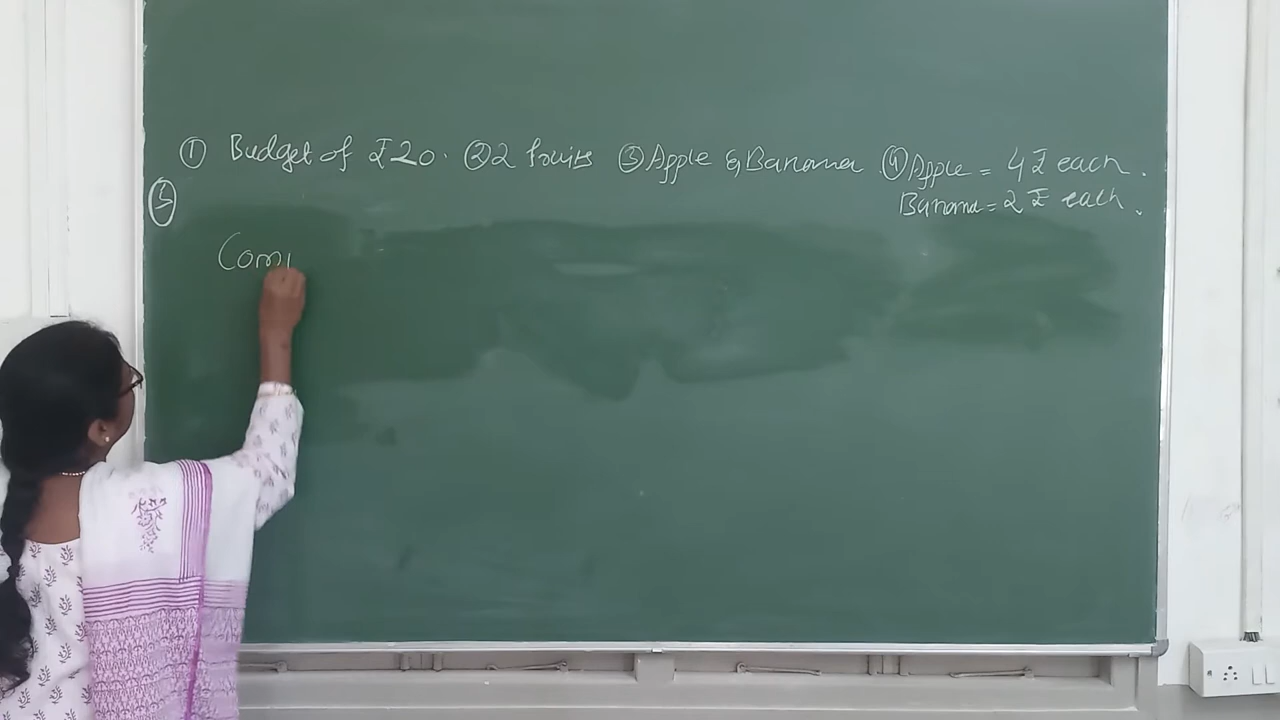 ① Budget of ₹20. ② 2 fruits ③ Apple & Banana ④ Apple = 4 ₹ each.
Banana = 2 ₹ each.
⑤
Com